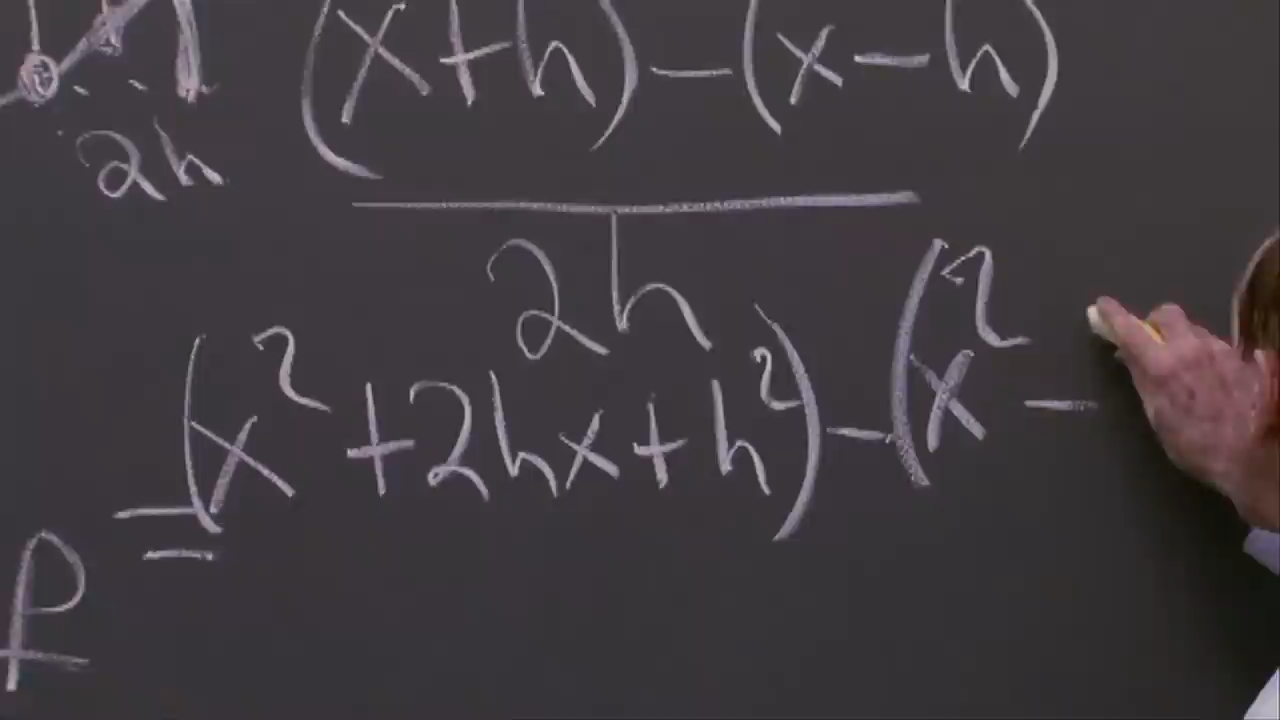 (x+h)-(x-h)
2h
2h
=(x²+2hx+h²)-(x²-
f